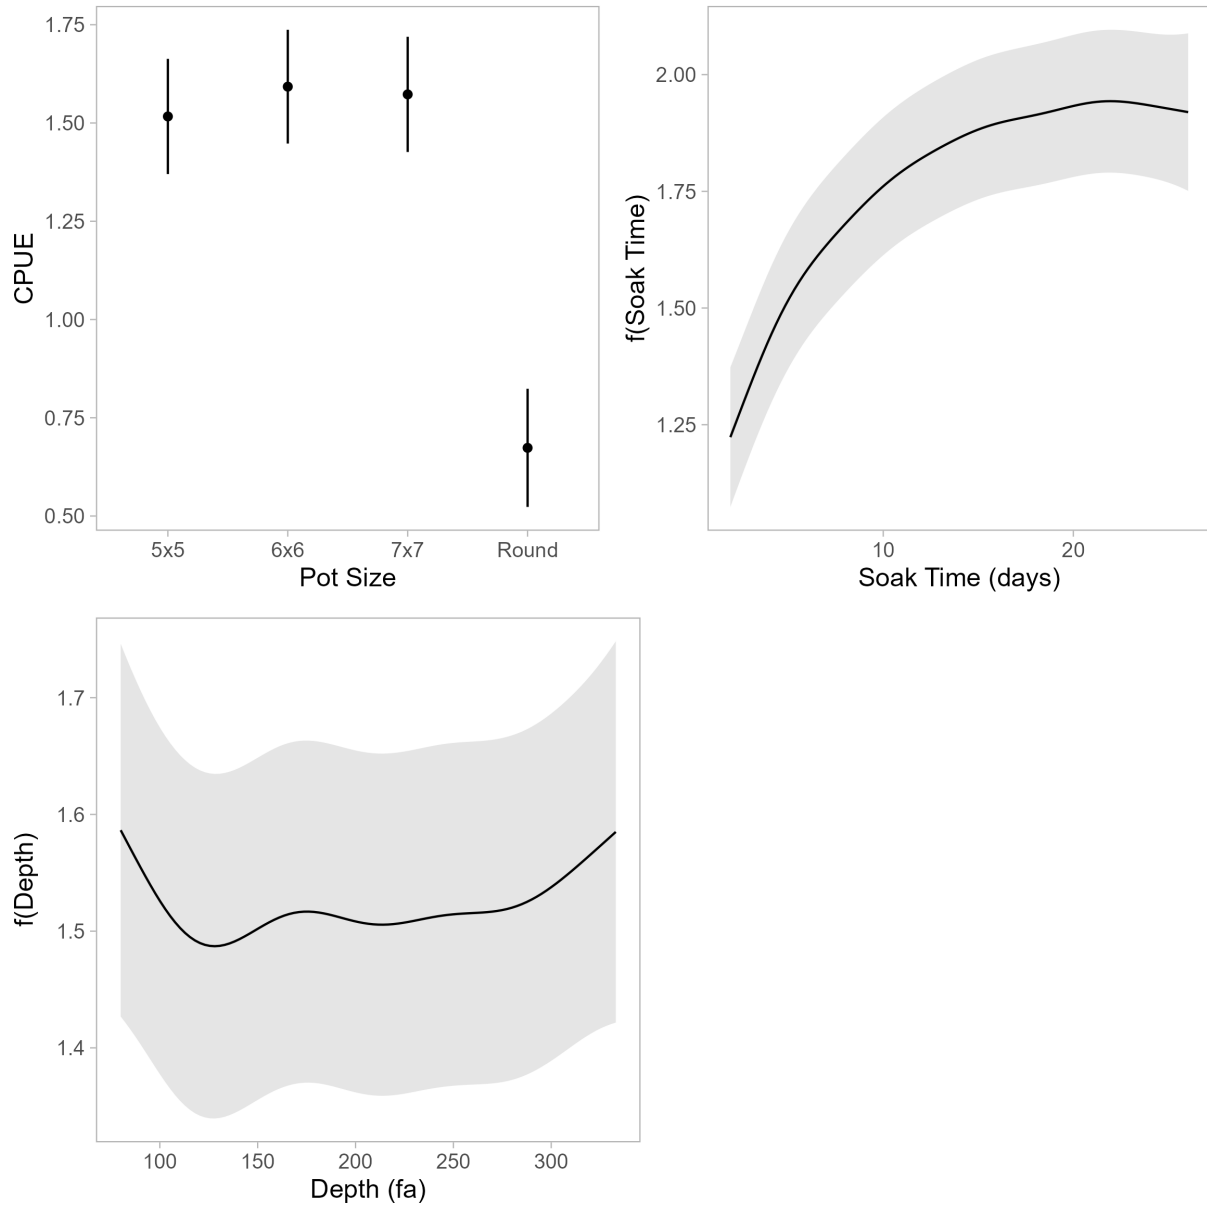 1.75
1.50
1.25
1.00
0.75
0.50
CPUE
5x5 6x6 7x7 Round
Pot Size
2.00
1.75
1.50
1.25
f(Soak Time)
10 20
Soak Time (days)
1.7
1.6
1.5
1.4
f(Depth)
100 150 200 250 300
Depth (fa)